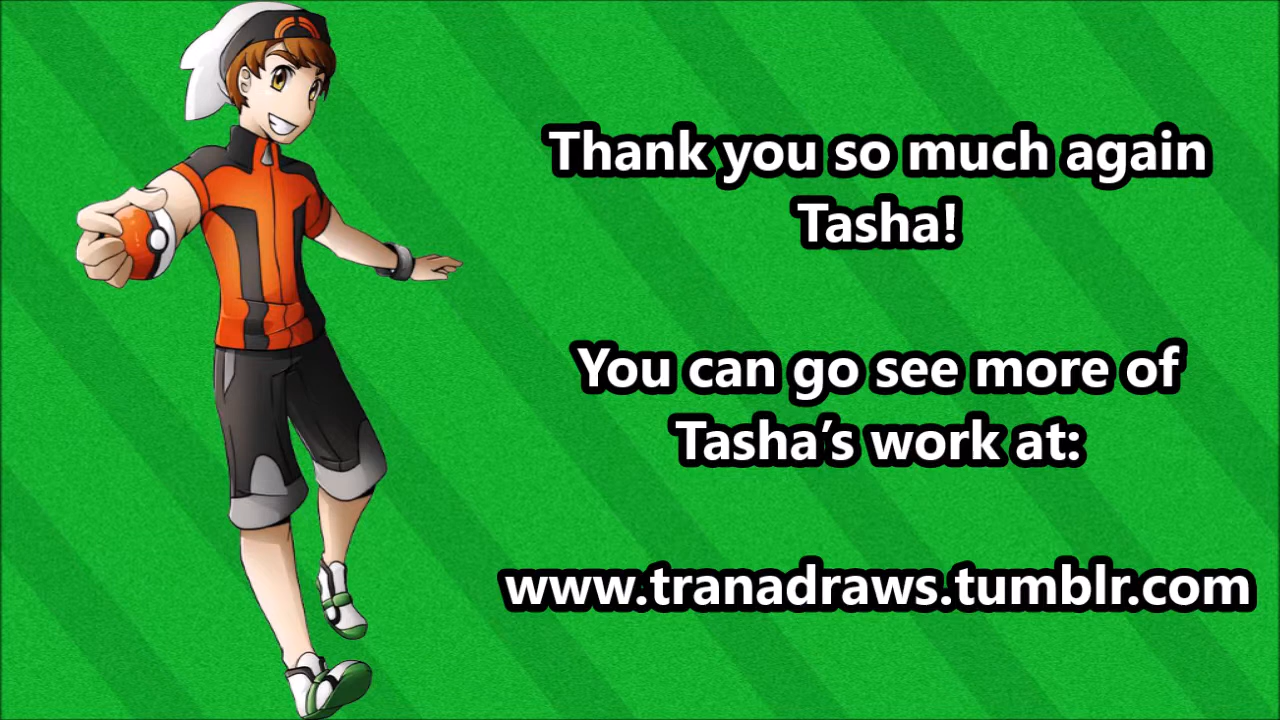 Thank you so much again
Tasha!
You can go see more of
Tasha’s work at:
www.tranadraws.tumblr.com